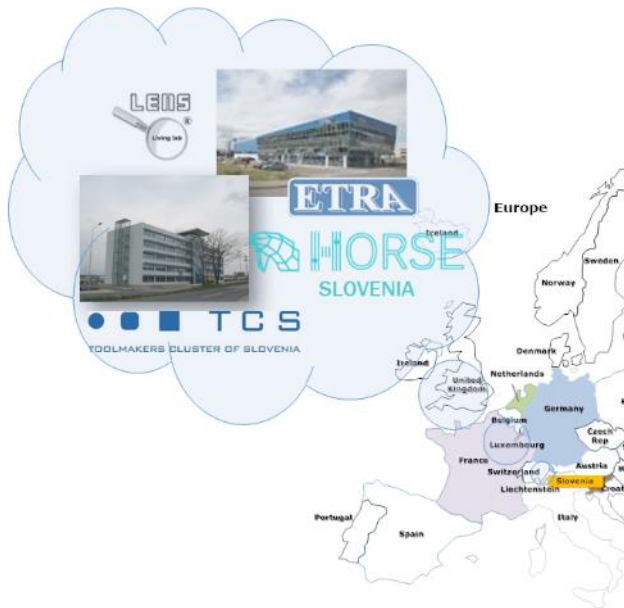 LENS
®
Living lab
ETRA
HORSE
SLOVENIA
TCS
TOOLMAKERS CLUSTER OF SLOVENIA
Europe
Iceland
Sweden
Norway
Denmark
Ireland
United
Kingdom
Netherlands
Germany
Belgium
Luxembourg
Czech
Rep
France
Austria
Switzerland
Slovenia
Liechtenstein
Italy
Portugal
Spain